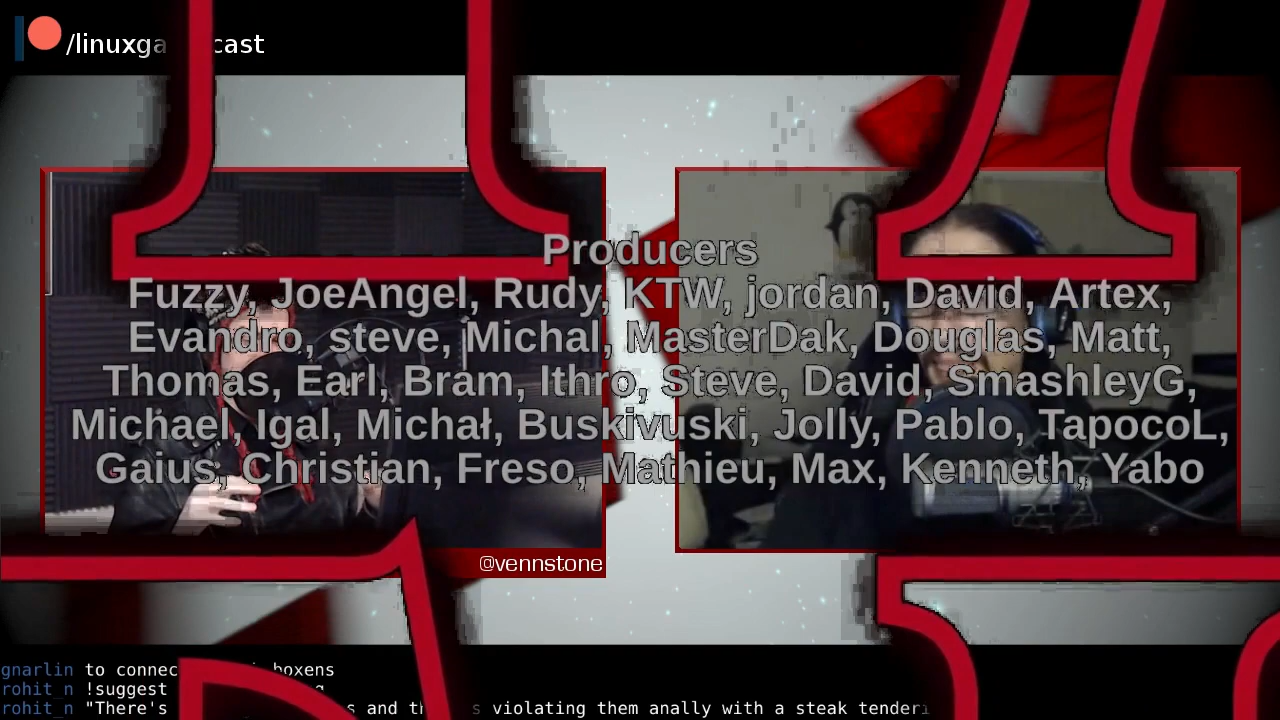 /linuxga cast
Producers
Fuzzy, JoeAngel, Rudy, KTW, jordan, David, Artex,
Evandro, steve, Michal, MasterDak, Douglas, Matt,
Thomas, Earl, Bram, Ithro, Steve, David, SmashleyG,
Michael, Igal, Michał, Buskivuski, Jolly, Pablo, TapocoL,
Gaius, Christian, Freso, Mathieu, Max, Kenneth, Yabo
@vennstone
gnarlin to connec boxens
rohit_n !suggest
rohit_n "There's and violating them anally with a steak tenderi